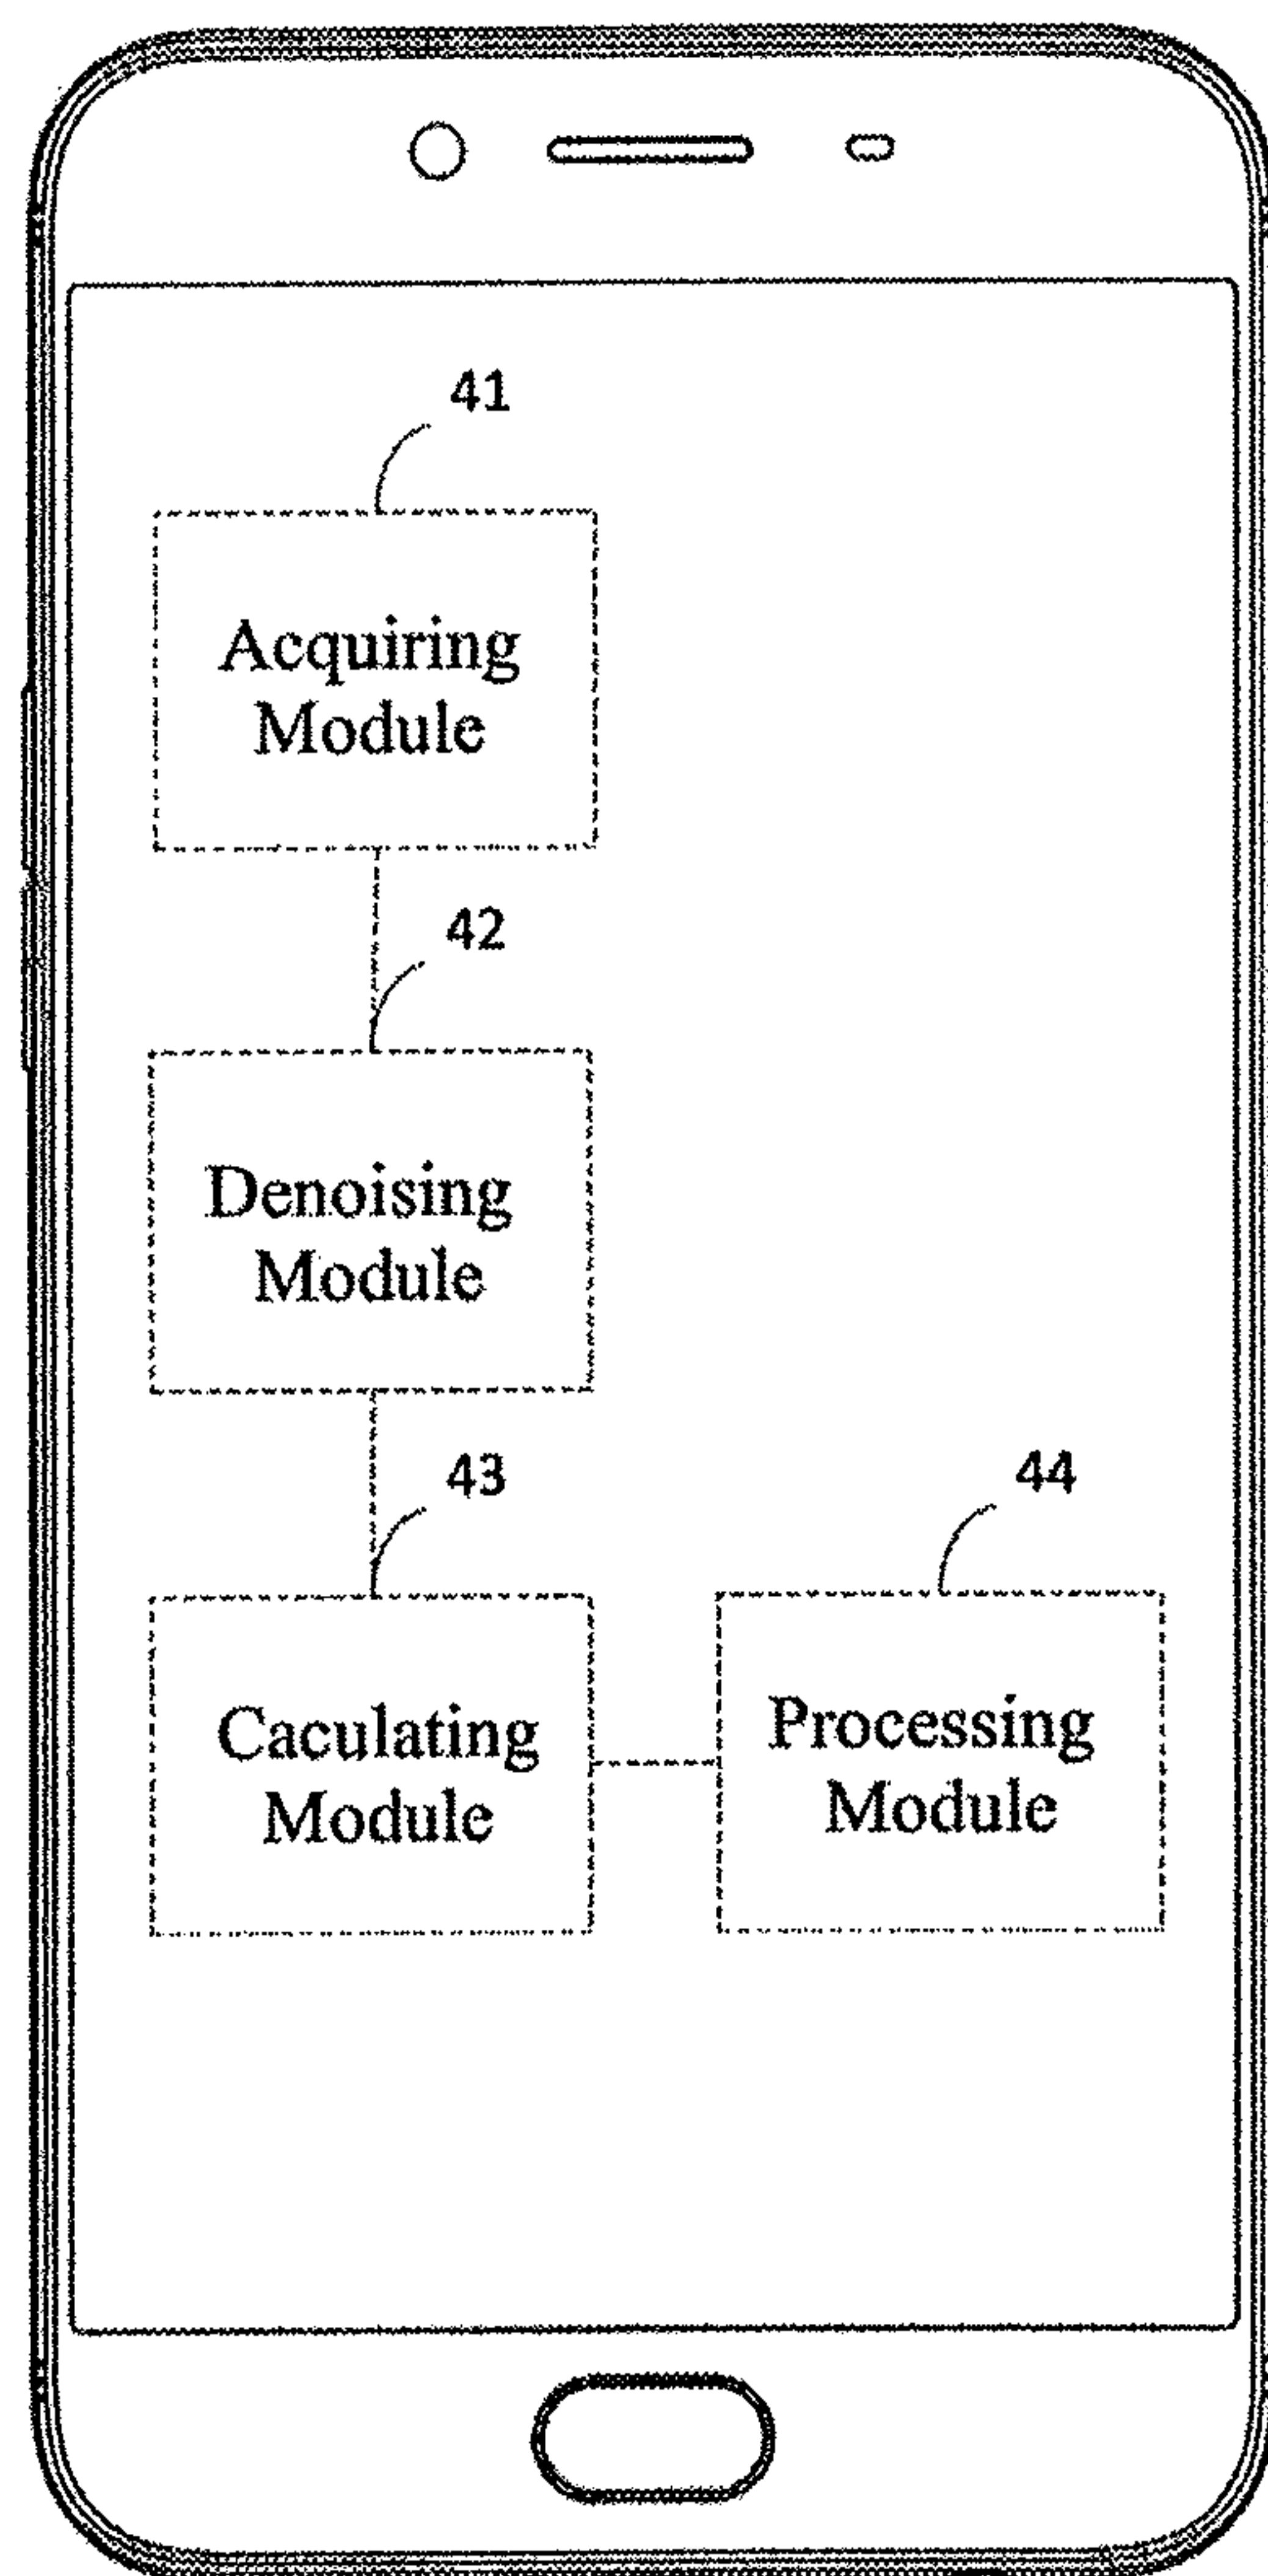 41
Acquiring
Module
42
Denoising
Module
43
Caculating
Module
44
Processing
Module